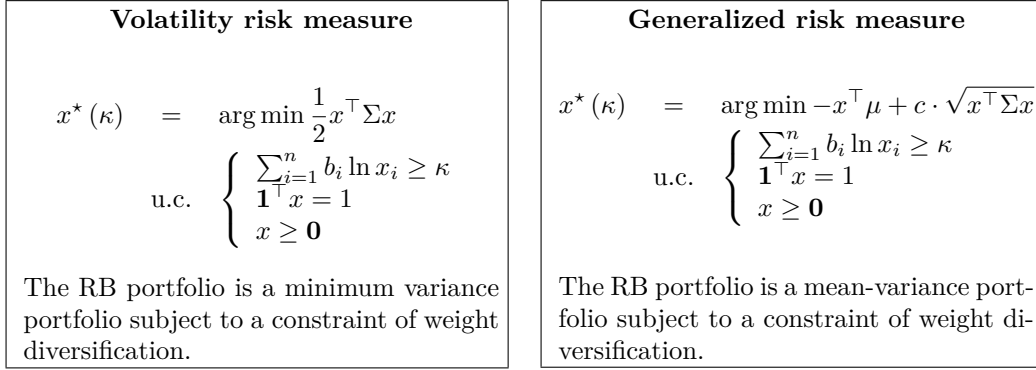 Volatility risk measure
x⋆ (κ) = arg min 1/2 x⊤Σx
u.c. { ∑ⁿᵢ₌₁ bᵢ ln xᵢ ≥ κ
1⊤x = 1
x ≥ 0
The RB portfolio is a minimum variance
portfolio subject to a constraint of weight
diversification.
Generalized risk measure
x⋆ (κ) = arg min −x⊤μ + c · √x⊤Σx
u.c. { ∑ⁿᵢ₌₁ bᵢ ln xᵢ ≥ κ
1⊤x = 1
x ≥ 0
The RB portfolio is a mean-variance port-
folio subject to a constraint of weight di-
versification.